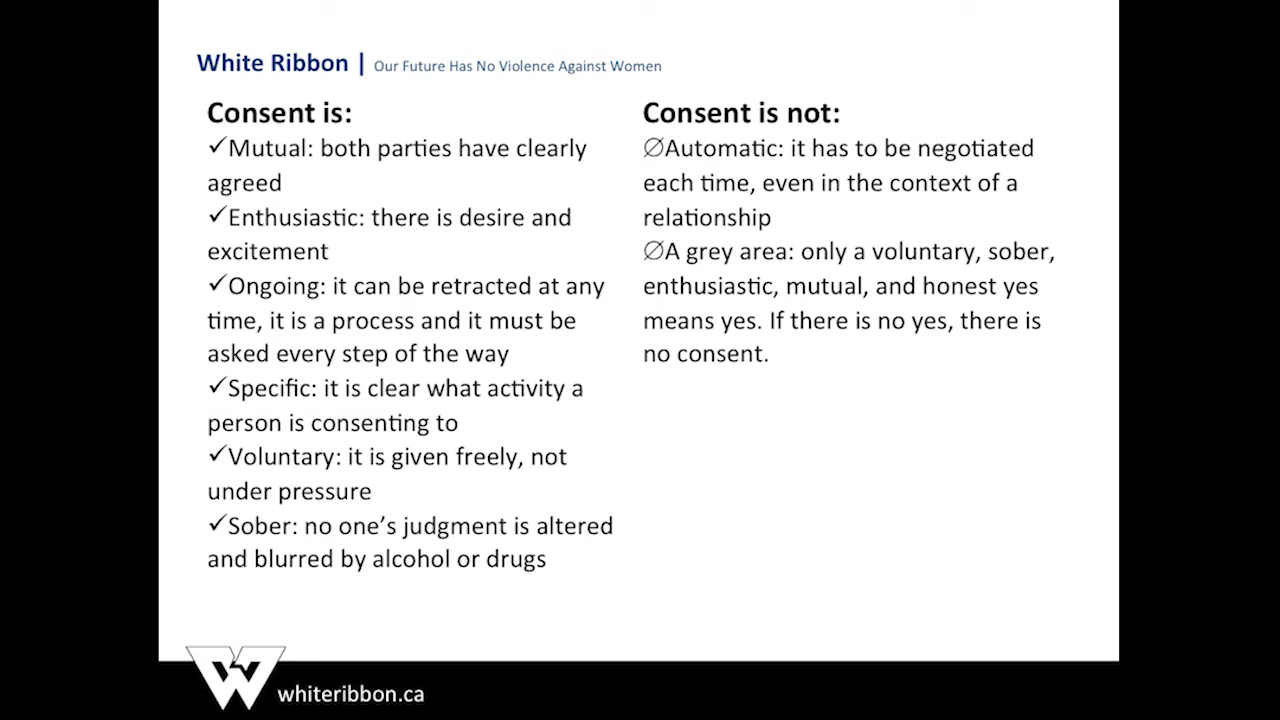 White Ribbon | Our Future Has No Violence Against Women
Consent is:
✓Mutual: both parties have clearly
agreed
✓Enthusiastic: there is desire and
excitement
✓Ongoing: it can be retracted at any
time, it is a process and it must be
asked every step of the way
✓Specific: it is clear what activity a
person is consenting to
✓Voluntary: it is given freely, not
under pressure
✓Sober: no one’s judgment is altered
and blurred by alcohol or drugs
Consent is not:
∅Automatic: it has to be negotiated
each time, even in the context of a
relationship
∅A grey area: only a voluntary, sober,
enthusiastic, mutual, and honest yes
means yes. If there is no yes, there is
no consent.
whiteribbon.ca